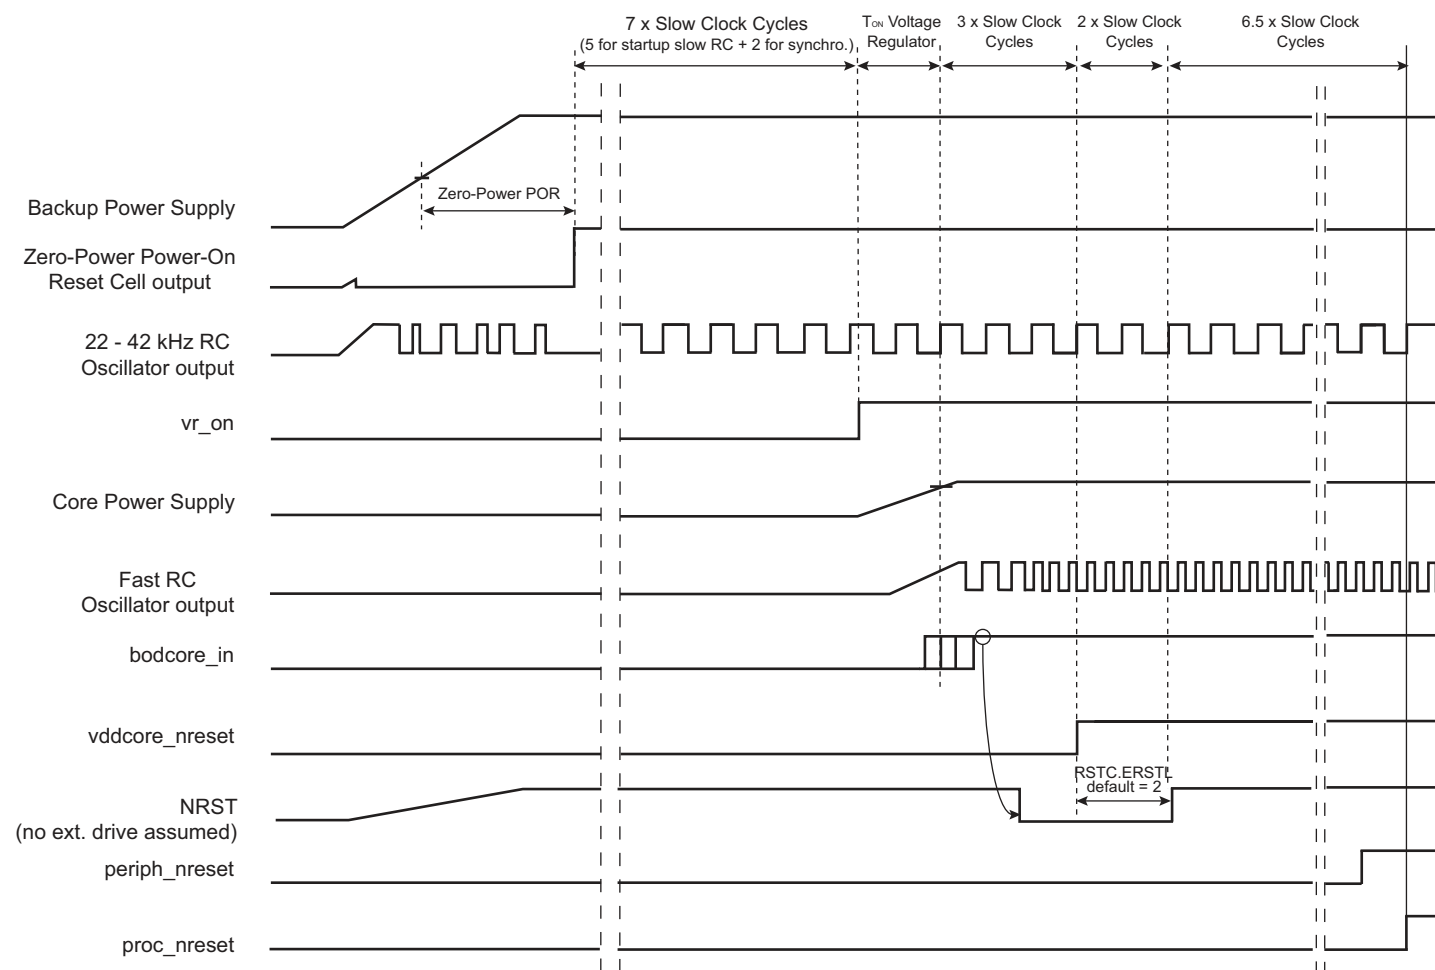 7 x Slow Clock Cycles
(5 for startup slow RC + 2 for synchro.)
TON Voltage
Regulator
3 x Slow Clock
Cycles
2 x Slow Clock
Cycles
6.5 x Slow Clock
Cycles
Zero-Power POR
Backup Power Supply
Zero-Power Power-On
Reset Cell output
22 - 42 kHz RC
Oscillator output
vr_on
Core Power Supply
Fast RC
Oscillator output
bodcore_in
vddcore_nreset
RSTC.ERSTL
default = 2
NRST
(no ext. drive assumed)
periph_nreset
proc_nreset